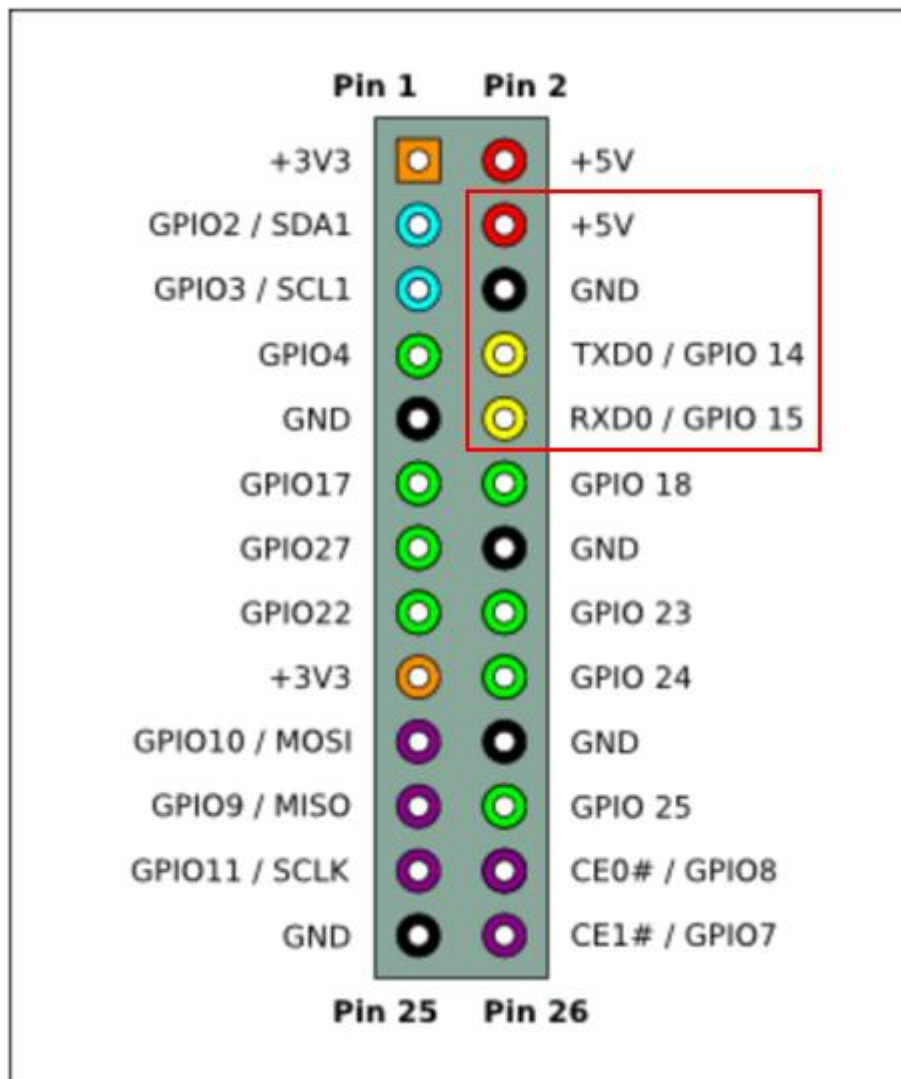 Pin 1 Pin 2
+3V3 +5V
GPIO2 / SDA1 +5V
GPIO3 / SCL1 GND
GPIO4 TXD0 / GPIO 14
GND RXD0 / GPIO 15
GPIO17 GPIO 18
GPIO27 GND
GPIO22 GPIO 23
+3V3 GPIO 24
GPIO10 / MOSI GND
GPIO9 / MISO GPIO 25
GPIO11 / SCLK CE0# / GPIO8
GND CE1# / GPIO7
Pin 25 Pin 26